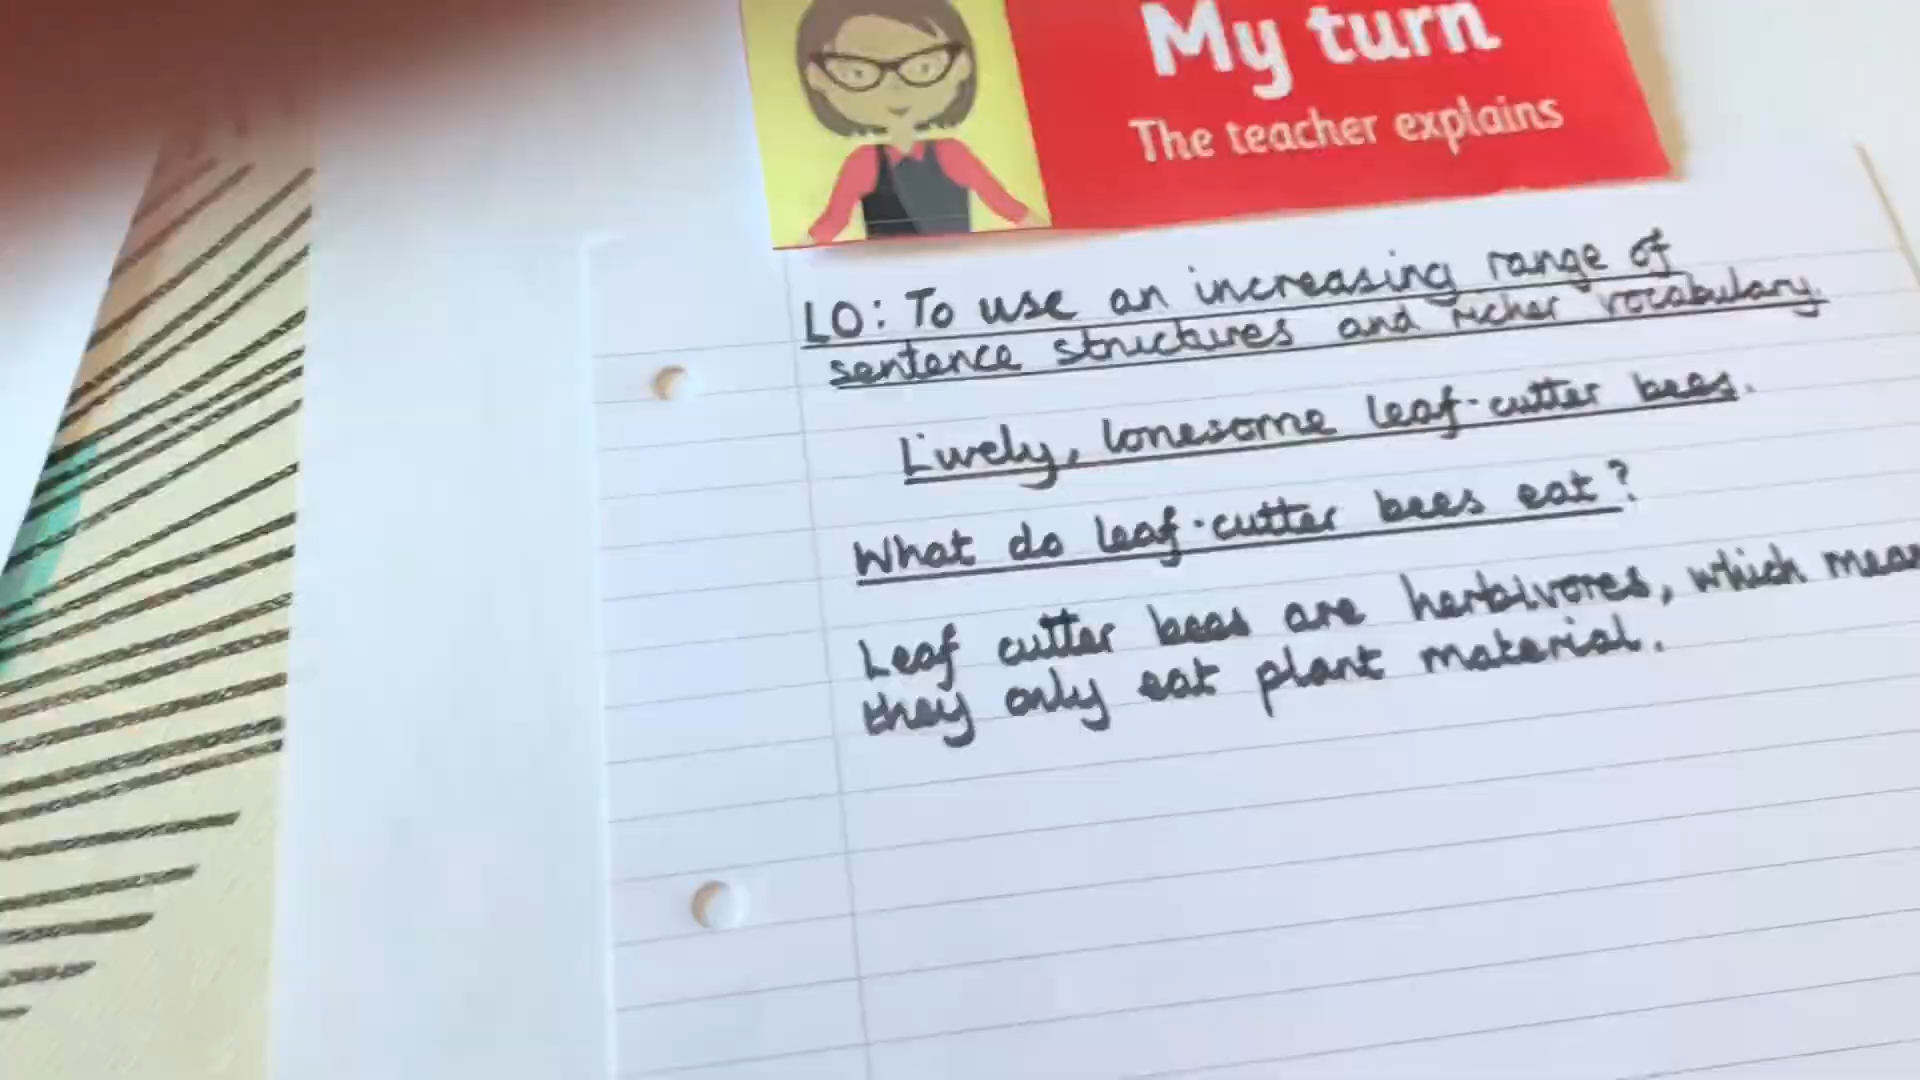 My turn
The teacher explains
LO: To use an increasing range of
sentence structures and richer vocabulary.
Lively, lonesome leaf-cutter bees.
What do leaf-cutter bees eat?
Leaf cutter bees are herbivores, which mean
they only eat plant material.